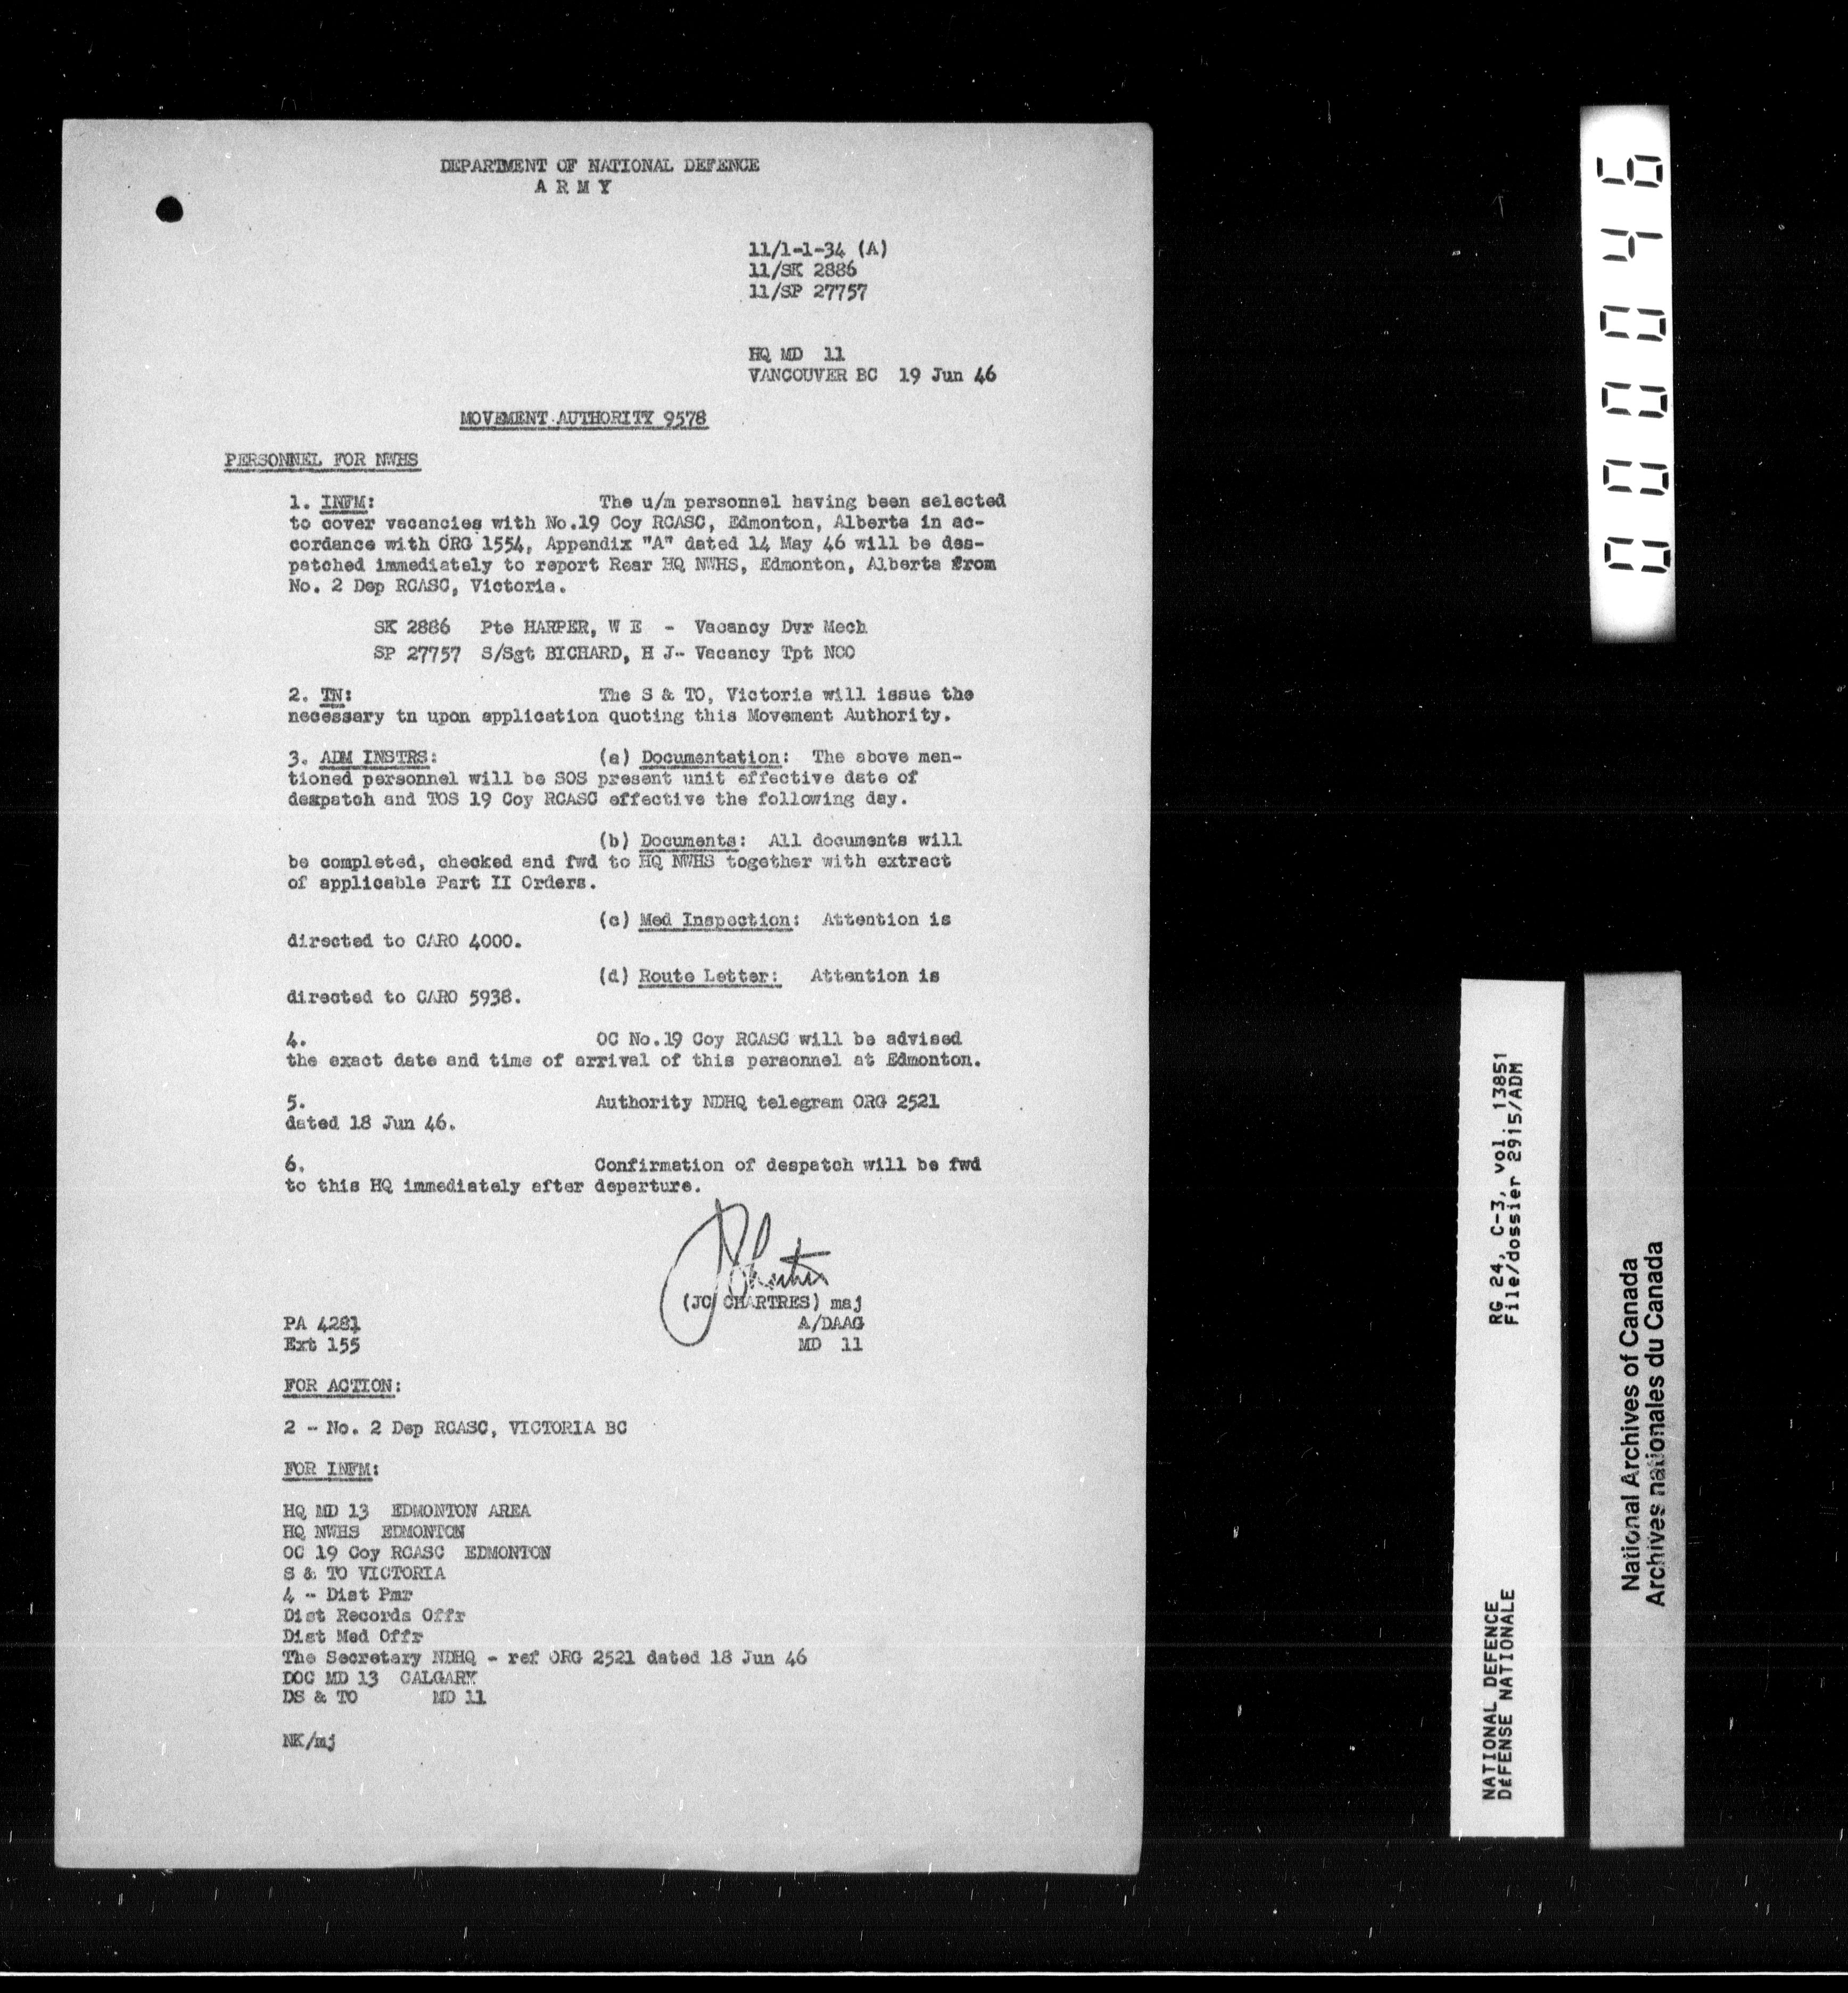 DEPARTMENT OF NATIONAL DEFENCE
A R M Y
11/1-1-34 (A)
11/SK 2886
11/SP 27757
HQ MD 11
VANCOUVER BC 19 Jun 46
MOVEMENT AUTHORITY 9578
PERSONNEL FOR NWHS
1. INFM: The u/m personnel having been selected
to cover vacancies with No.19 Coy RCASC, Edmonton, Alberta in ac-
cordance with ORG 1554, Appendix "A" dated 14 May 46 will be des-
patched immediately to report Rear HQ NWHS, Edmonton, Alberta from
No. 2 Dep RCASC, Victoria.
SK 2886 Pte HARPER, W E - Vacancy Dvr Mech
SP 27757 S/Sgt BICHARD, H J- Vacancy Tpt NCO
2. TN: The S & TO, Victoria will issue the
necessary tn upon application quoting this Movement Authority.
3. ADM INSTRS: (a) Documentation: The above men-
tioned personnel will be SOS present unit effective date of
despatch and TOS 19 Coy RCASC effective the following day.
(b) Documents: All documents will
be completed, checked and fwd to HQ NWHS together with extract
of applicable Part II Orders.
(c) Med Inspection: Attention is
directed to CARO 4000.
(d) Route Letter: Attention is
directed to CARO 5938.
4. OC No.19 Coy RCASC will be advised
the exact date and time of arrival of this personnel at Edmonton.
5. Authority NDHQ telegram ORG 2521
dated 18 Jun 46.
6. Confirmation of despatch will be fwd
to this HQ immediately after departure.
(JC CHARTRES) maj
PA 4281 A/DAAG
Ext 155 MD 11
FOR ACTION:
2 - No. 2 Dep RCASC, VICTORIA BC
FOR INFM:
HQ MD 13 EDMONTON AREA
HQ NWHS EDMONTON
OC 19 Coy RCASC EDMONTON
S & TO VICTORIA
4 - Dist Pmr
Dist Records Offr
Dist Med Offr
The Secretary NDHQ - ref ORG 2521 dated 18 Jun 46
DOC MD 13 CALGARY
DS & TO MD 11
NK/mj
000046
NATIONAL DEFENCE RG 24, C-3, vol. 13851
DÉFENSE NATIONALE File/dossier 2915/ADM
National Archives of Canada
Archives nationales du Canada